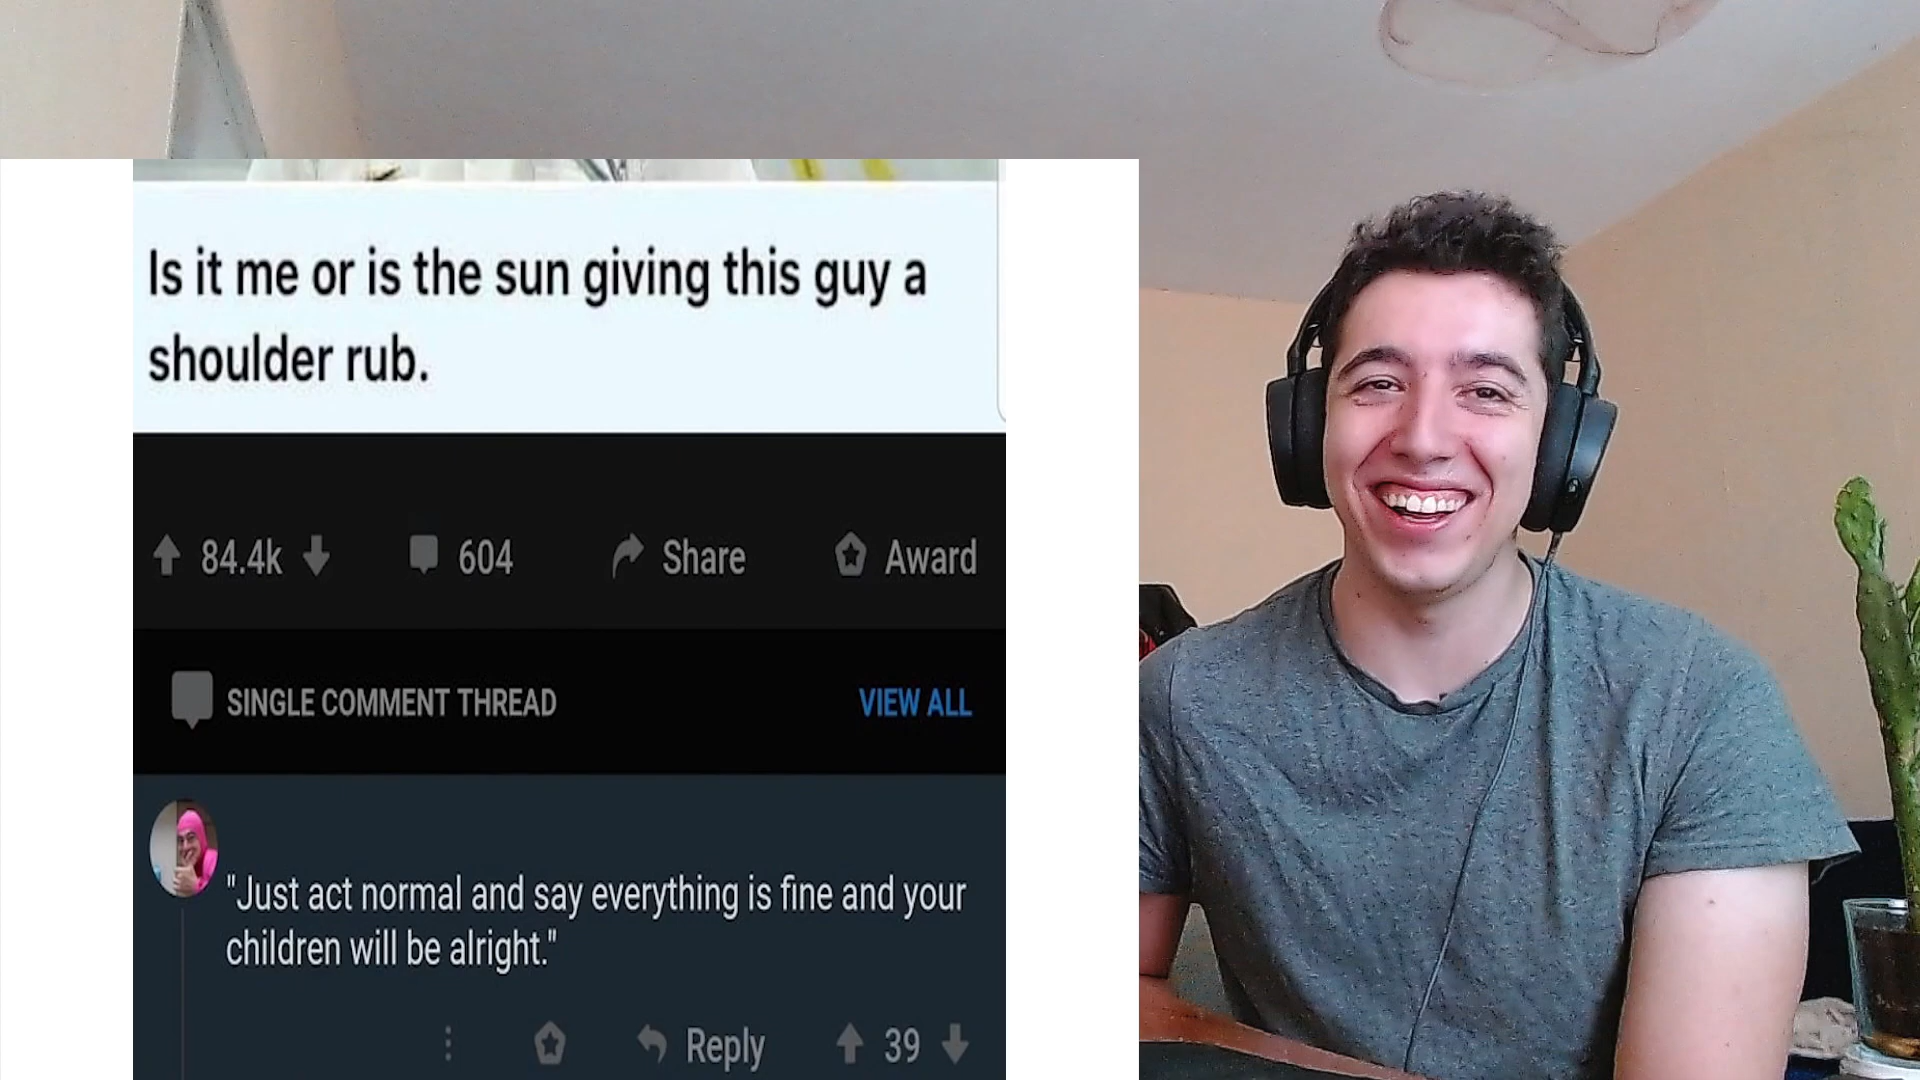 Is it me or is the sun giving this guy a
shoulder rub.
84.4k 604 Share Award
SINGLE COMMENT THREAD VIEW ALL
"Just act normal and say everything is fine and your
children will be alright."
Reply 39